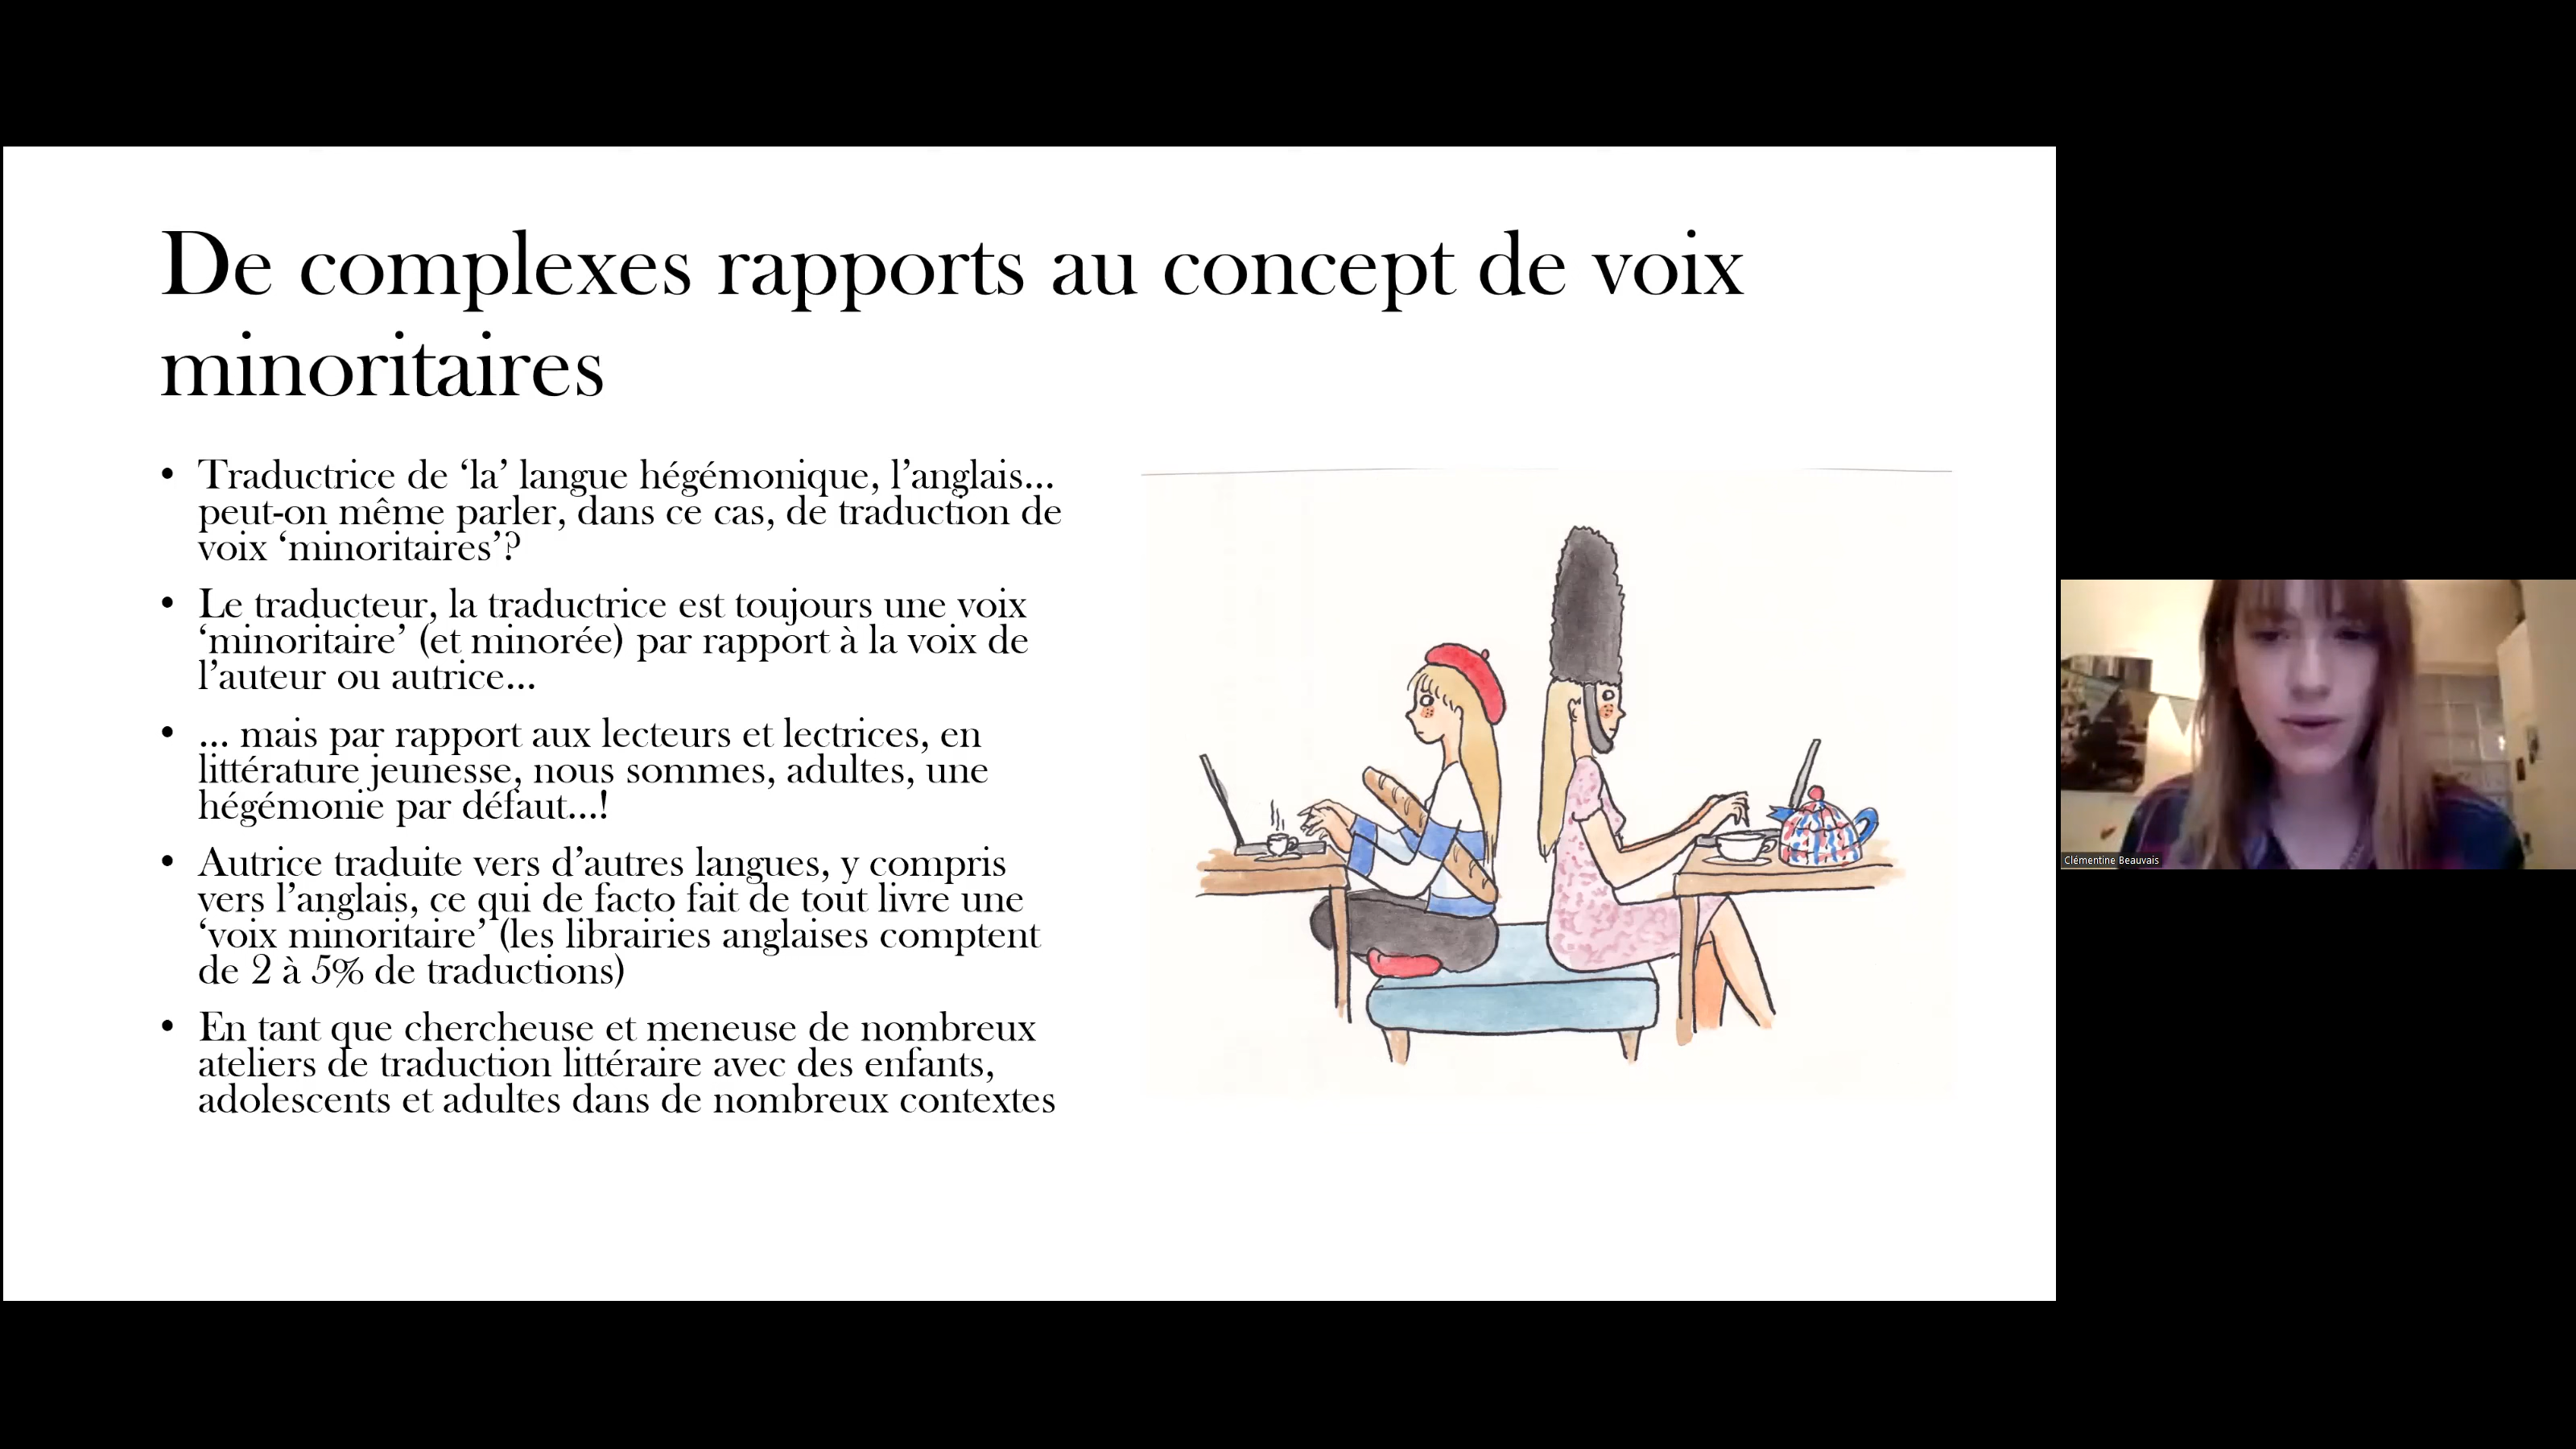 De complexes rapports au concept de voix
minoritaires
• Traductrice de ‘la’ langue hégémonique, l’anglais…
peut-on même parler, dans ce cas, de traduction de
voix ‘minoritaires’?
• Le traducteur, la traductrice est toujours une voix
‘minoritaire’ (et minorée) par rapport à la voix de
l’auteur ou autrice…
• … mais par rapport aux lecteurs et lectrices, en
littérature jeunesse, nous sommes, adultes, une
hégémonie par défaut…!
• Autrice traduite vers d’autres langues, y compris
vers l’anglais, ce qui de facto fait de tout livre une
‘voix minoritaire’ (les librairies anglaises comptent
de 2 à 5% de traductions)
• En tant que chercheuse et meneuse de nombreux
ateliers de traduction littéraire avec des enfants,
adolescents et adultes dans de nombreux contextes
Clémentine Beauvais